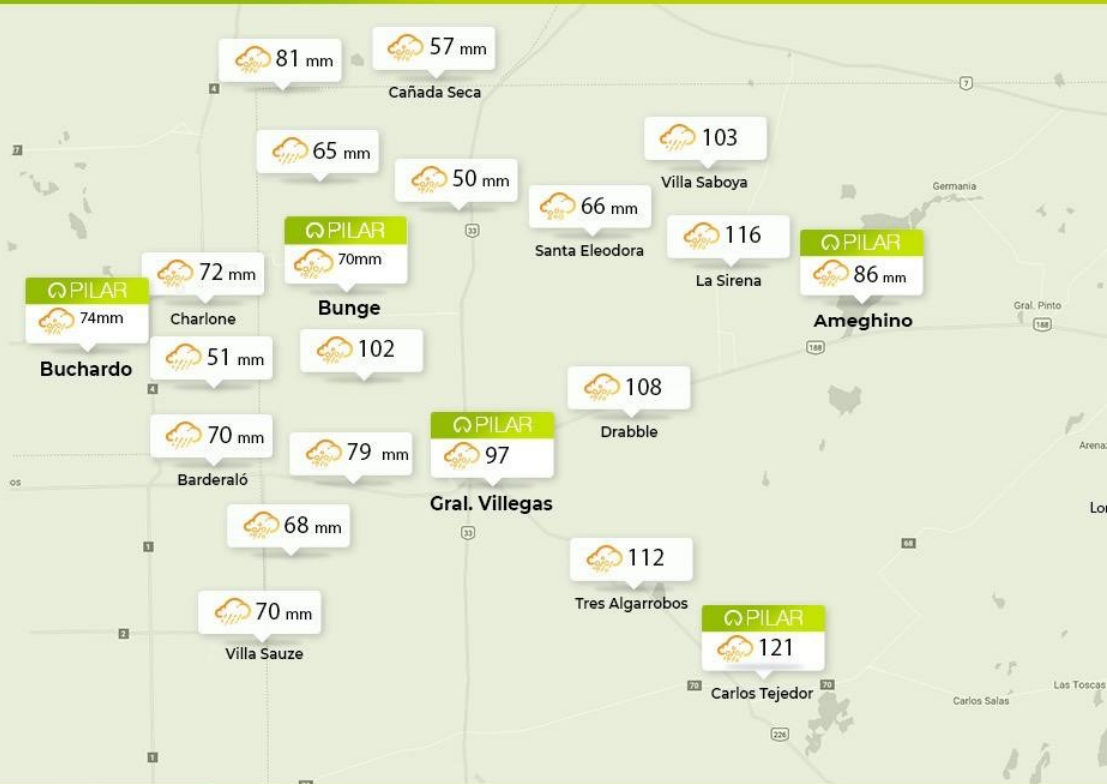 81 mm
57 mm
Cañada Seca
4
7
65 mm
103
Villa Saboya
50 mm
66 mm
Santa Eleodora
Germania
33
116
La Sirena
PILAR
70mm
Bunge
PILAR
86 mm
Ameghino
72 mm
Charlone
PILAR
74mm
Buchardo
Gral. Pinto
188
188
51 mm
102
4
108
Drabble
70 mm
Barderaló
79 mm
PILAR
97
Gral. Villegas
os
68 mm
33
1
68
112
Tres Algarrobos
70 mm
Villa Sauze
2
PILAR
121
Carlos Tejedor
70
70
Carlos Salas
Las Toscas
226
1